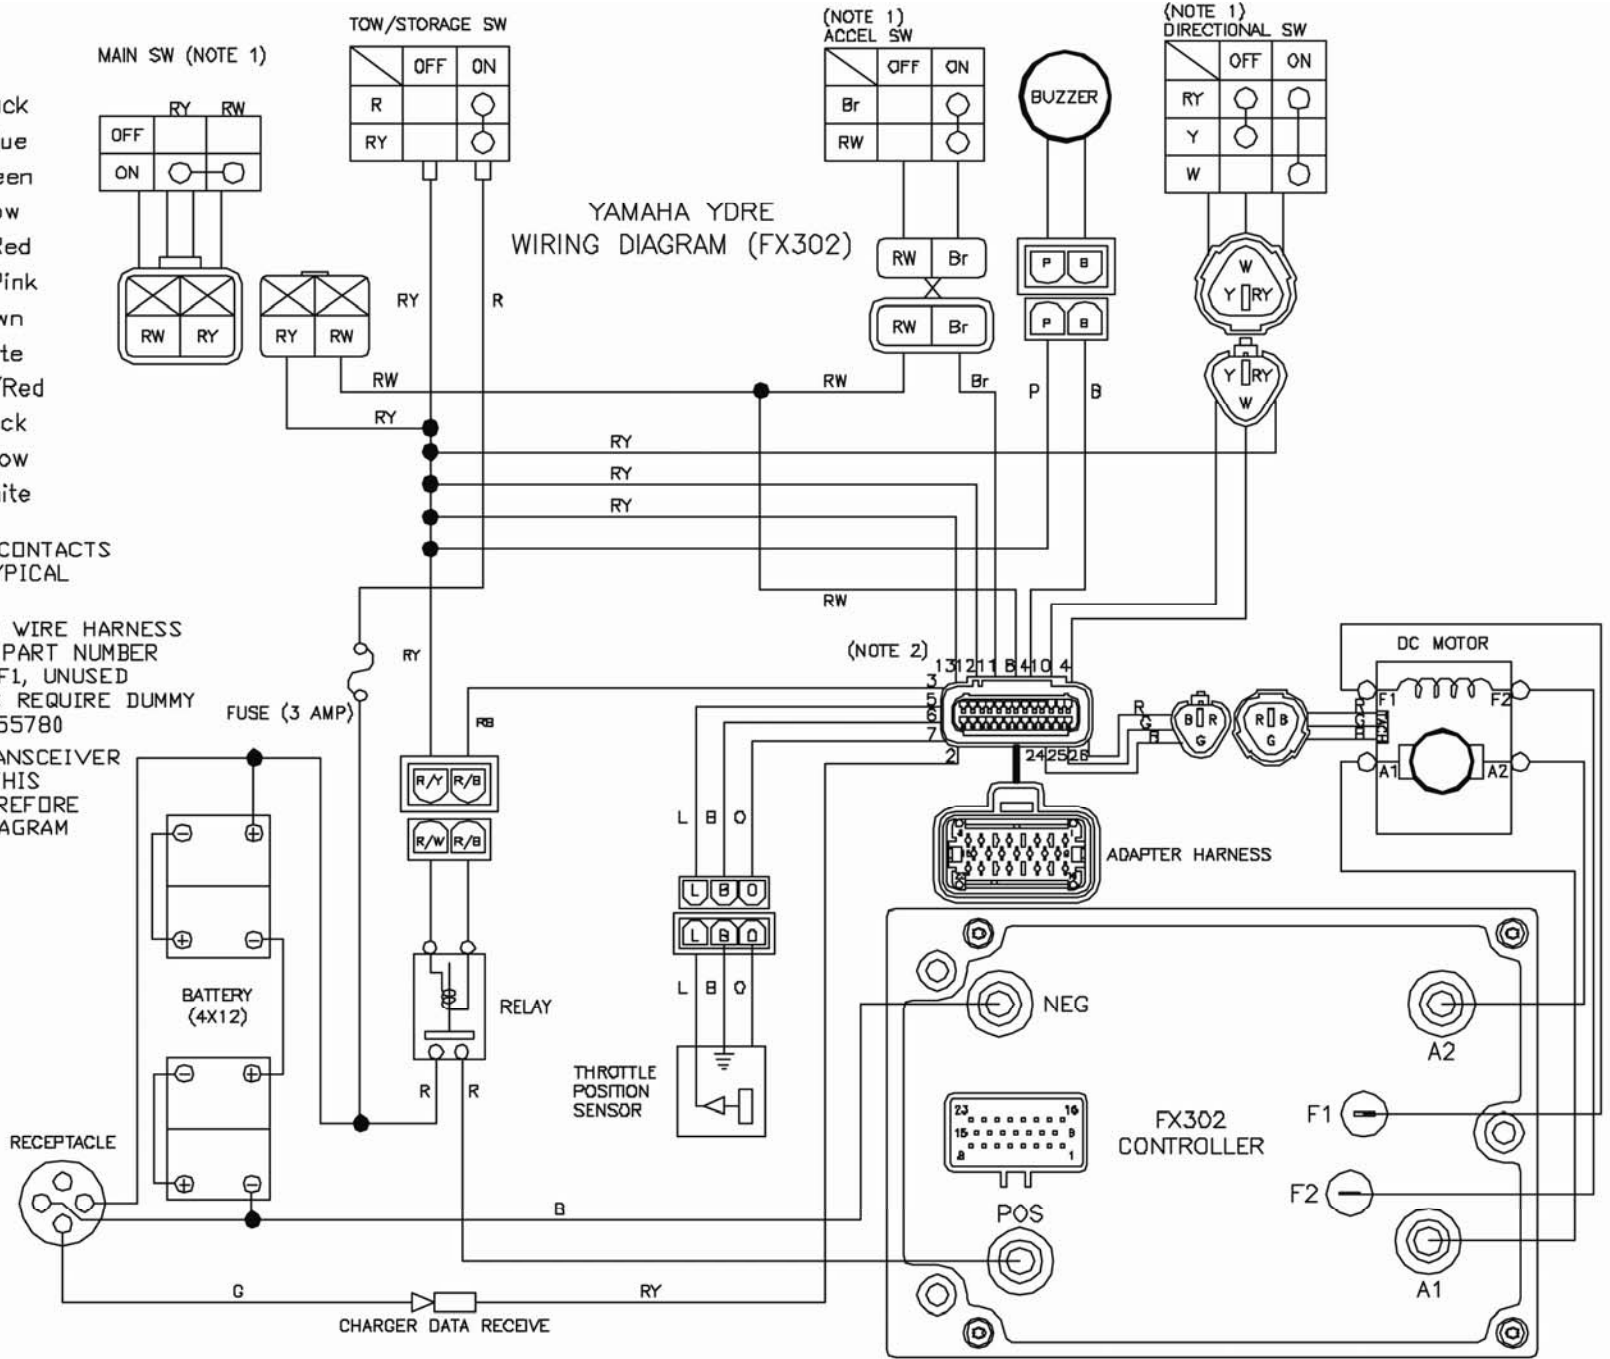 TOW/STORAGE SW
OFF ON
R
RY
MAIN SW (NOTE 1)
RY RW
OFF
ON
(NOTE 1)
ACCEL SW
OFF ON
Br
RW
BUZZER
(NOTE 1)
DIRECTIONAL SW
OFF ON
RY
Y
W
ck
ue
een
ow
Red
Pink
wn
te
/Red
ck
ow
ite
CONTACTS
YPICAL
WIRE HARNESS
PART NUMBER
F1, UNUSED
REQUIRE DUMMY
55780
ANSCEIVER
HIS
REFORE
AGRAM
YAMAHA YDRE
WIRING DIAGRAM (FX302)
RW RY
RY RW
RY
R
RW Br
RW Br
P B
P B
W
Y RY
Y RY
W
RW
RY
RW
Br
P
B
RY
RY
RY
RW
RY
FUSE (3 AMP)
RB
(NOTE 2)
13 12 11 8 4 10 4
3
5
6
7
2
24 25 26
R
G
B
B R
G
R B
G
DC MOTOR
F1 F2
A1 A2
R/Y R/B
R/W R/B
L B O
L B O
L B O
L B O
ADAPTER HARNESS
BATTERY
(4X12)
RELAY
R R
THROTTLE
POSITION
SENSOR
RECEPTACLE
B
G
RY
CHARGER DATA RECEIVE
NEG
A2
23 16
15 9
8 1
FX302
CONTROLLER
F1
F2
POS
A1